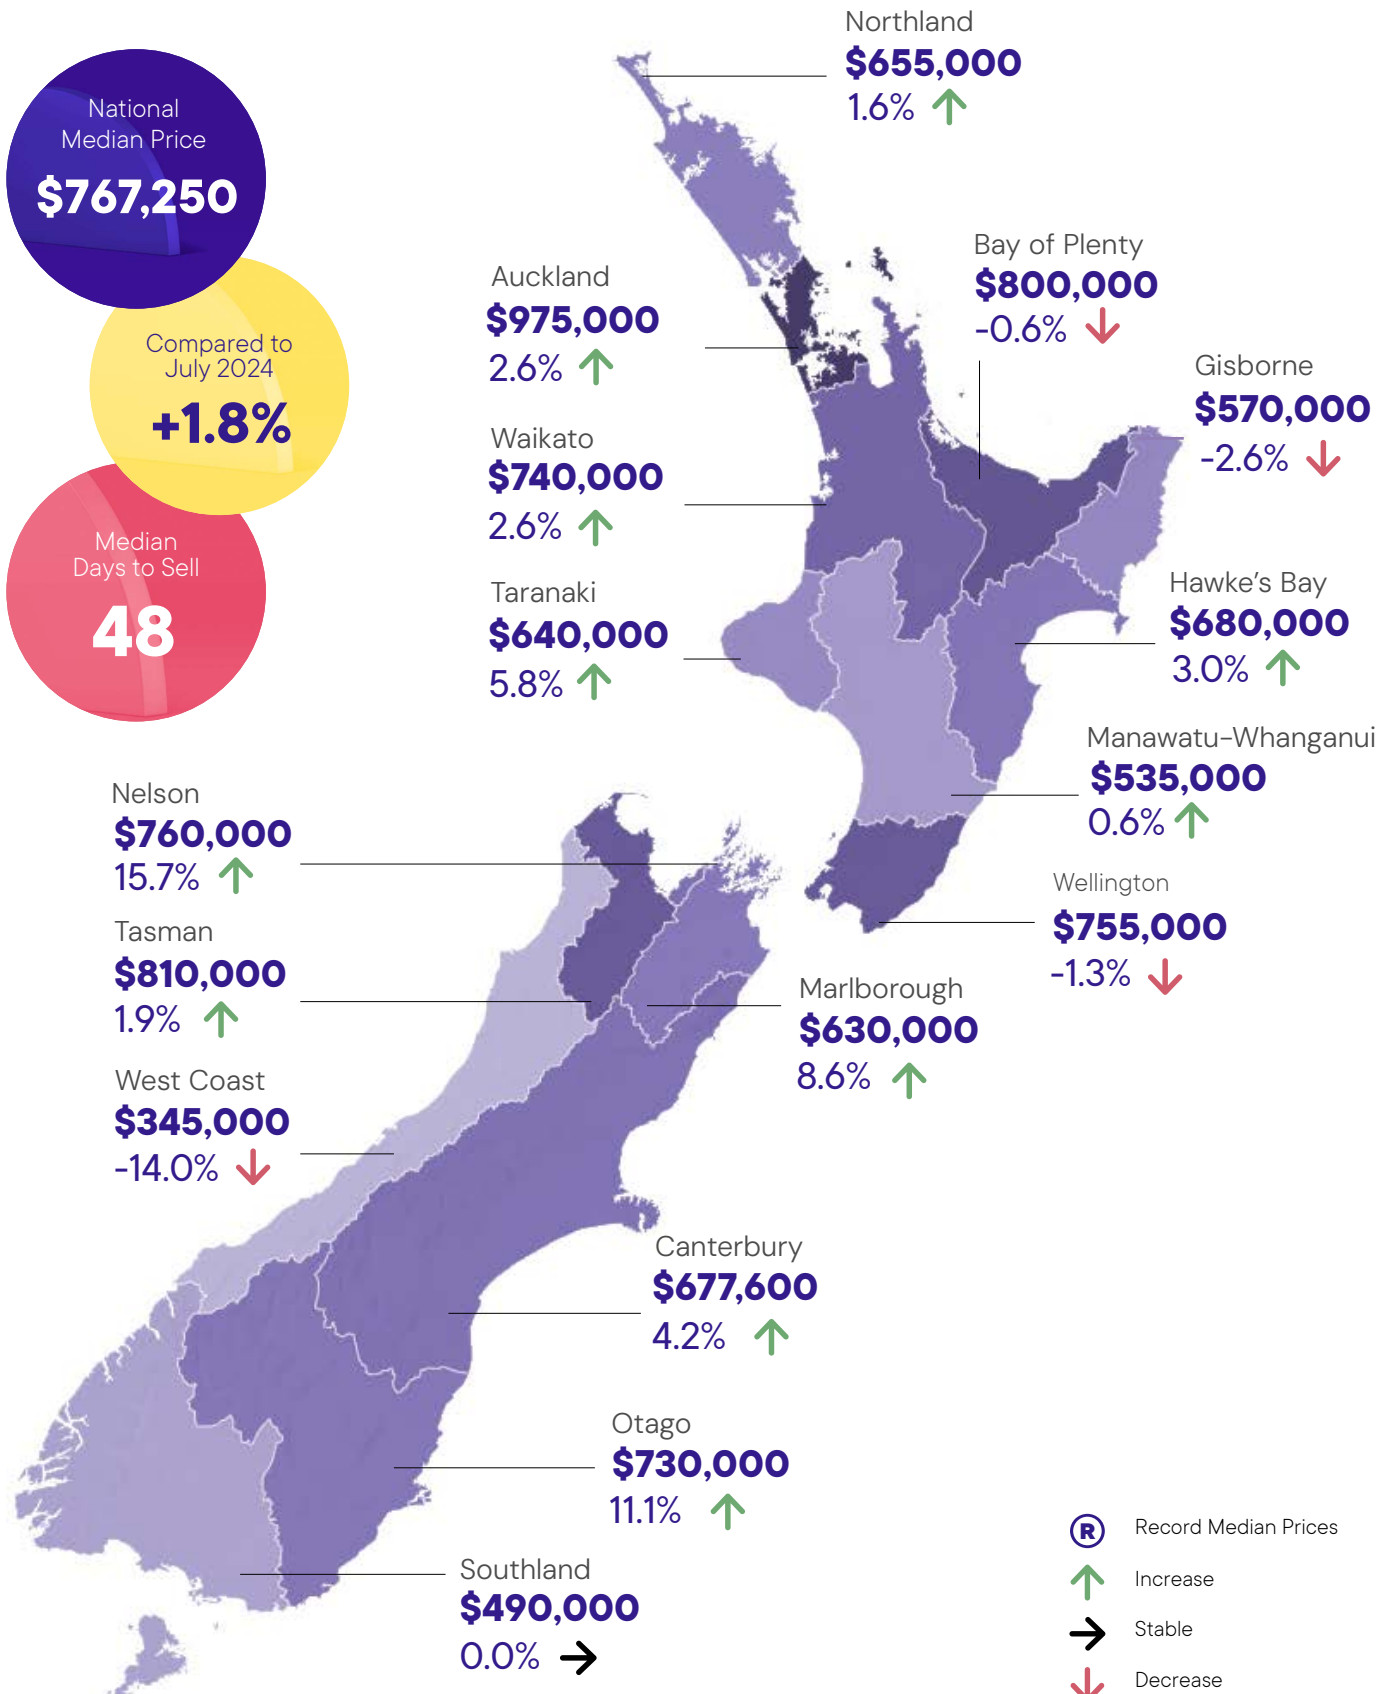 National
Median Price
$767,250
Compared to
July 2024
+1.8%
Median
Days to Sell
48
Northland
$655,000
1.6%
Auckland
$975,000
2.6%
Bay of Plenty
$800,000
-0.6%
Gisborne
$570,000
-2.6%
Waikato
$740,000
2.6%
Taranaki
$640,000
5.8%
Hawke's Bay
$680,000
3.0%
Manawatu-Whanganui
$535,000
0.6%
Wellington
$755,000
-1.3%
Nelson
$760,000
15.7%
Tasman
$810,000
1.9%
West Coast
$345,000
-14.0%
Marlborough
$630,000
8.6%
Canterbury
$677,600
4.2%
Otago
$730,000
11.1%
Southland
$490,000
0.0%
R Record Median Prices
Increase
Stable
Decrease